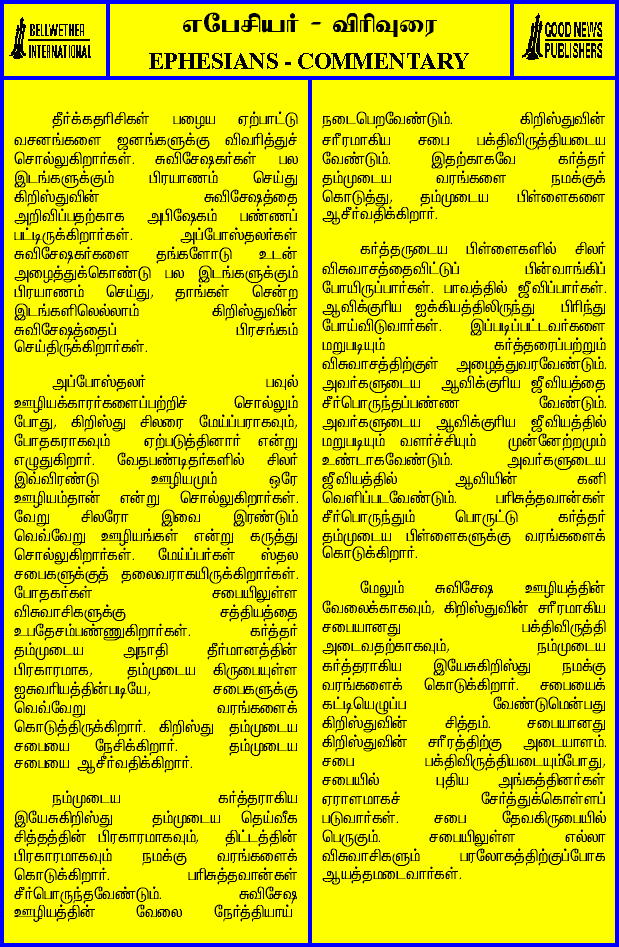 BELLWETHER
INTERNATIONAL
எபேசியர் - விரிவுரை
EPHESIANS - COMMENTARY
GOOD NEWS
PUBLISHERS
தீர்க்கதரிசிகள் பழைய ஏற்பாட்டு
வசனங்களை ஜனங்களுக்கு விவரித்துச்
சொல்லுகிறார்கள். சுவிசேஷகர்கள் பல
இடங்களுக்கும் பிரயாணம் செய்து
கிறிஸ்துவின் சுவிசேஷத்தை
அறிவிப்பதற்காக அபிஷேகம் பண்ணப்
பட்டிருக்கிறார்கள். அப்போஸ்தலர்கள்
சுவிசேஷகர்களை தங்களோடு உடன்
அழைத்துக்கொண்டு பல இடங்களுக்கும்
பிரயாணம் செய்து, தாங்கள் சென்ற
இடங்களிலெல்லாம் கிறிஸ்துவின்
சுவிசேஷத்தைப் பிரசங்கம்
செய்திருக்கிறார்கள்.
அப்போஸ்தலர் பவுல்
ஊழியக்காரர்களைப்பற்றிச் சொல்லும்
போது, கிறிஸ்து சிலரை மேய்ப்பராகவும்,
போதகராகவும் ஏற்படுத்தினார் என்று
எழுதுகிறார். வேதபண்டிதர்களில் சிலர்
இவ்விரண்டு ஊழியமும் ஒரே
ஊழியம்தான் என்று சொல்லுகிறார்கள்.
வேறு சிலரோ இவை இரண்டும்
வெவ்வேறு ஊழியங்கள் என்று கருத்து
சொல்லுகிறார்கள். மேய்ப்பர்கள் ஸ்தல
சபைகளுக்குத் தலைவராகயிருக்கிறார்கள்.
போதகர்கள் சபையிலுள்ள
விசுவாசிகளுக்கு சத்தியத்தை
உபதேசம்பண்ணுகிறார்கள். கர்த்தர்
தம்முடைய அநாதி தீர்மானத்தின்
பிரகாரமாக, தம்முடைய கிருபையுள்ள
ஐசுவரியத்தின்படியே, சபைகளுக்கு
வெவ்வேறு வரங்களைக்
கொடுத்திருக்கிறார். கிறிஸ்து தம்முடைய
சபையை நேசிக்கிறார். தம்முடைய
சபையை ஆசீர்வதிக்கிறார்.
நம்முடைய கர்த்தராகிய
இயேசுகிறிஸ்து தம்முடைய தெய்வீக
சித்தத்தின் பிரகாரமாகவும், திட்டத்தின்
பிரகாரமாகவும் நமக்கு வரங்களைக்
கொடுக்கிறார். பரிசுத்தவான்கள்
சீர்பொருந்தவேண்டும். சுவிசேஷ
ஊழியத்தின் வேலை நேர்த்தியாய்
நடைபெறவேண்டும். கிறிஸ்துவின்
சரீரமாகிய சபை பக்திவிருத்தியடைய
வேண்டும். இதற்காகவே கர்த்தர்
தம்முடைய வரங்களை நமக்குக்
கொடுத்து, தம்முடைய பிள்ளைகளை
ஆசீர்வதிக்கிறார்.
கர்த்தருடைய பிள்ளைகளில் சிலர்
விசுவாசத்தைவிட்டுப் பின்வாங்கிப்
போயிருப்பார்கள். பாவத்தில் ஜீவிப்பார்கள்.
ஆவிக்குரிய ஐக்கியத்திலிருந்து பிரிந்து
போய்விடுவார்கள். இப்படிப்பட்டவர்களை
மறுபடியும் கர்த்தரைப்பற்றும்
விசுவாசத்திற்குள் அழைத்துவரவேண்டும்.
அவர்களுடைய ஆவிக்குரிய ஜீவியத்தை
சீர்பொருந்தப்பண்ண வேண்டும்.
அவர்களுடைய ஆவிக்குரிய ஜீவியத்தில்
மறுபடியும் வளர்ச்சியும் முன்னேற்றமும்
உண்டாகவேண்டும். அவர்களுடைய
ஜீவியத்தில் ஆவியின் கனி
வெளிப்படவேண்டும். பரிசுத்தவான்கள்
சீர்பொருந்தும் பொருட்டு கர்த்தர்
தம்முடைய பிள்ளைகளுக்கு வரங்களைக்
கொடுக்கிறார்.
மேலும் சுவிசேஷ ஊழியத்தின்
வேலைக்காகவும், கிறிஸ்துவின் சரீரமாகிய
சபையானது பக்திவிருத்தி
அடைவதற்காகவும், நம்முடைய
கர்த்தராகிய இயேசுகிறிஸ்து நமக்கு
வரங்களைக் கொடுக்கிறார். சபையைக்
கட்டியெழுப்ப வேண்டுமென்பது
கிறிஸ்துவின் சித்தம். சபையானது
கிறிஸ்துவின் சரீரத்திற்கு அடையாளம்.
சபை பக்திவிருத்தியடையும்போது,
சபையில் புதிய அங்கத்தினர்கள்
ஏராளமாகச் சேர்த்துக்கொள்ளப்
படுவார்கள். சபை தேவகிருபையில்
பெருகும். சபையிலுள்ள எல்லா
விசுவாசிகளும் பரலோகத்திற்குப்போக
ஆயத்தமடைவார்கள்.